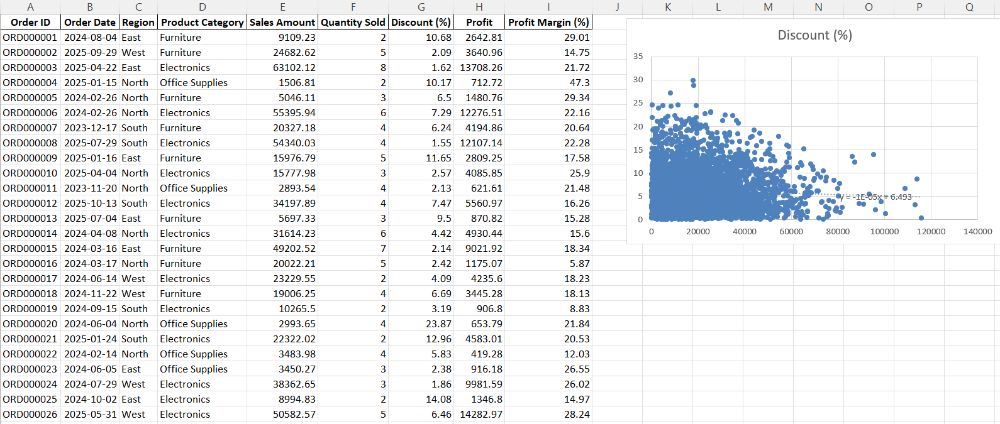 A B C D E F G H I J K L M N O P Q
Order ID Order Date Region Product Category Sales Amount Quantity Sold Discount (%) Profit Profit Margin (%)
ORD000001 2024-08-04 East Furniture 9109.23 2 10.68 2642.81 29.01
ORD000002 2025-09-29 West Furniture 24682.62 5 2.09 3640.96 14.75
ORD000003 2025-04-22 East Electronics 63102.12 8 1.62 13708.26 21.72
ORD000004 2025-01-15 North Office Supplies 1506.81 2 10.17 712.72 47.3
ORD000005 2024-02-26 North Furniture 5046.11 3 6.5 1480.76 29.34
ORD000006 2024-02-26 North Electronics 55395.94 6 7.29 12276.51 22.16
ORD000007 2023-12-17 South Furniture 20327.18 4 6.24 4194.86 20.64
ORD000008 2025-07-29 South Electronics 54340.03 4 1.55 12107.14 22.28
ORD000009 2025-01-16 East Furniture 15976.79 5 11.65 2809.25 17.58
ORD000010 2025-04-04 North Electronics 15777.98 3 2.57 4085.85 25.9
ORD000011 2023-11-20 North Office Supplies 2893.54 4 2.13 621.61 21.48
ORD000012 2025-10-13 South Electronics 34197.89 4 7.47 5560.97 16.26
ORD000013 2025-07-04 East Furniture 5697.33 3 9.5 870.82 15.28
ORD000014 2024-04-08 North Electronics 31614.23 6 4.42 4930.44 15.6
ORD000015 2024-03-16 East Furniture 49202.52 7 2.14 9021.92 18.34
ORD000016 2024-03-17 North Furniture 20022.21 5 2.42 1175.07 5.87
ORD000017 2024-06-14 West Electronics 23229.55 2 4.09 4235.6 18.23
ORD000018 2024-11-22 West Furniture 19006.25 4 6.69 3445.28 18.13
ORD000019 2024-09-15 South Electronics 10265.5 2 3.19 906.8 8.83
ORD000020 2024-06-04 North Office Supplies 2993.65 4 23.87 653.79 21.84
ORD000021 2025-01-24 South Electronics 22322.02 2 12.96 4583.01 20.53
ORD000022 2024-02-14 North Office Supplies 3483.98 4 5.83 419.28 12.03
ORD000023 2024-06-05 East Office Supplies 3450.27 3 2.38 916.18 26.55
ORD000024 2024-07-29 West Electronics 38362.65 3 1.86 9981.59 26.02
ORD000025 2024-10-02 East Electronics 8994.83 2 14.08 1346.8 14.97
ORD000026 2025-05-31 West Electronics 50582.57 5 6.46 14282.97 28.24
Discount (%)
35
30
25
20
15
10
5
0
y = -1E-05x + 6.493
0 20000 40000 60000 80000 100000 120000 140000